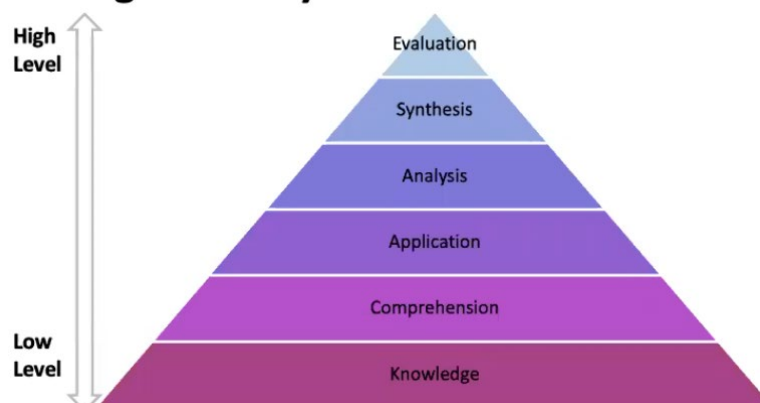 High
Level
Evaluation
Synthesis
Analysis
Application
Comprehension
Low
Level
Knowledge